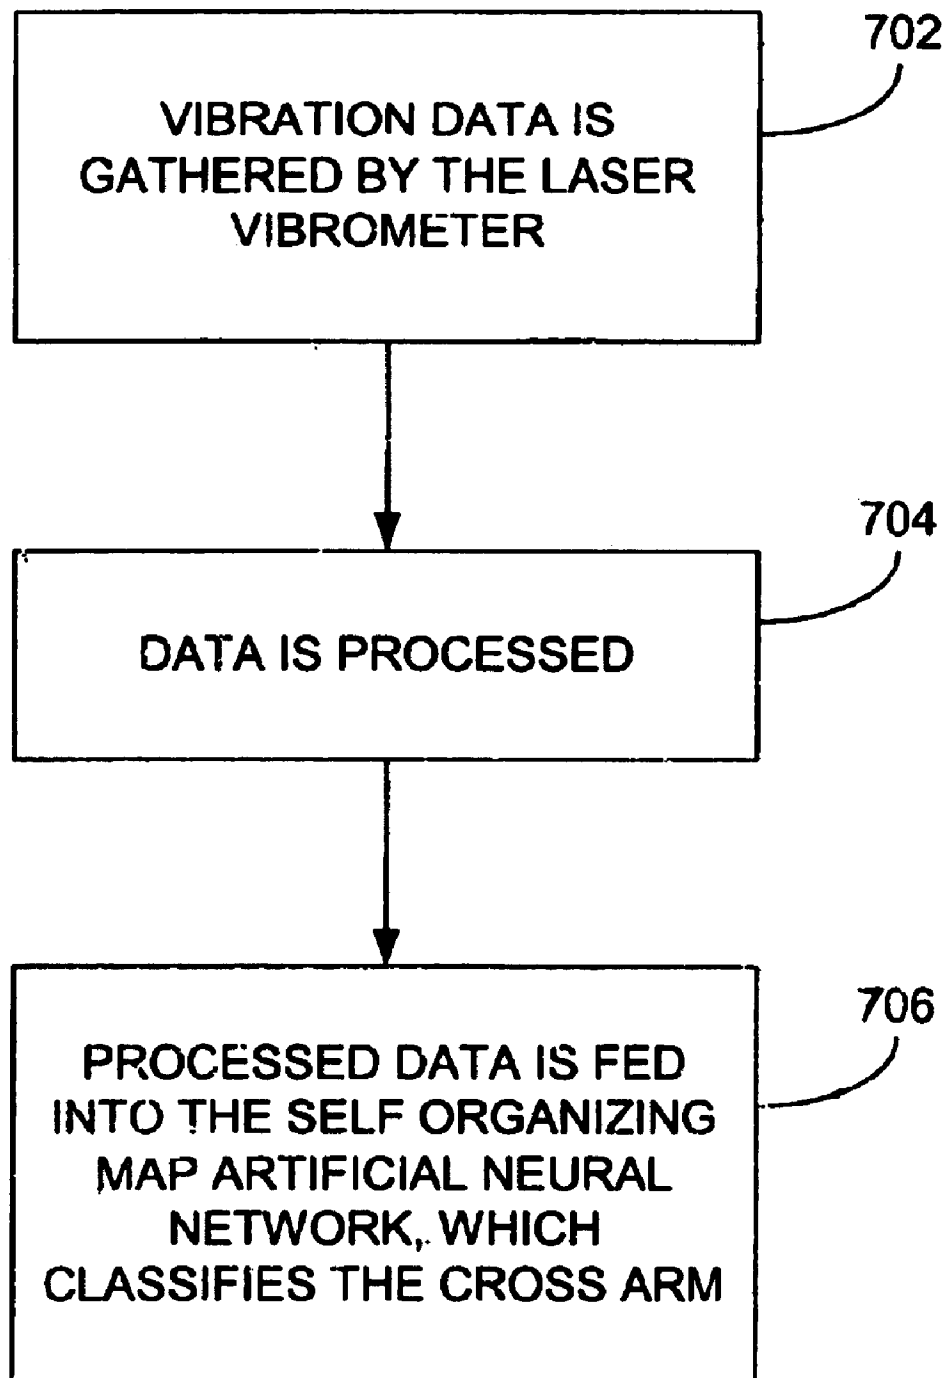 702
VIBRATION DATA IS
GATHERED BY THE LASER
VIBROMETER
704
DATA IS PROCESSED
706
PROCESSED DATA IS FED
INTO THE SELF ORGANIZING
MAP ARTIFICIAL NEURAL
NETWORK, WHICH
CLASSIFIES THE CROSS ARM